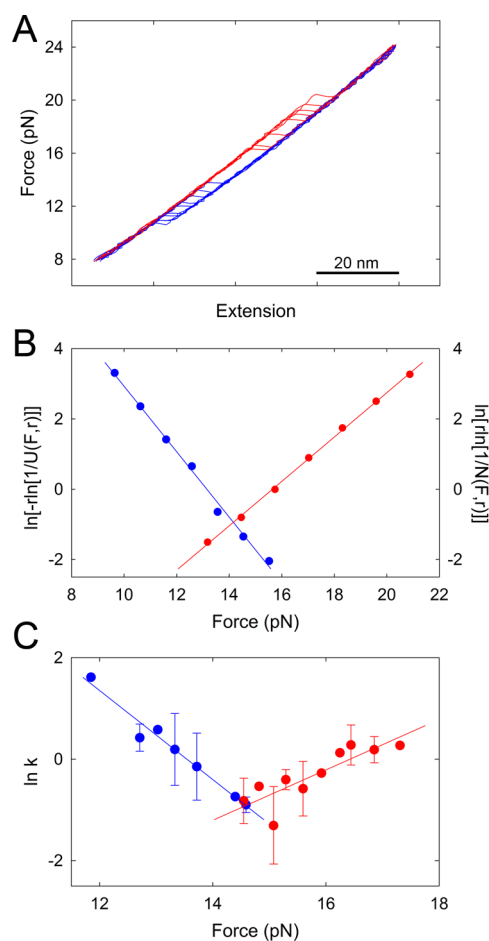 A
24
20
16
12
8
Force (pN)
20 nm
Extension
B
4
2
0
-2
ln[-rln[1/U(F,r)]]
4
2
0
-2
ln[rln[1/N(F,r)]]
8 10 12 14 16 18 20 22
Force (pN)
C
2
0
-2
ln k
12 14 16 18
Force (pN)